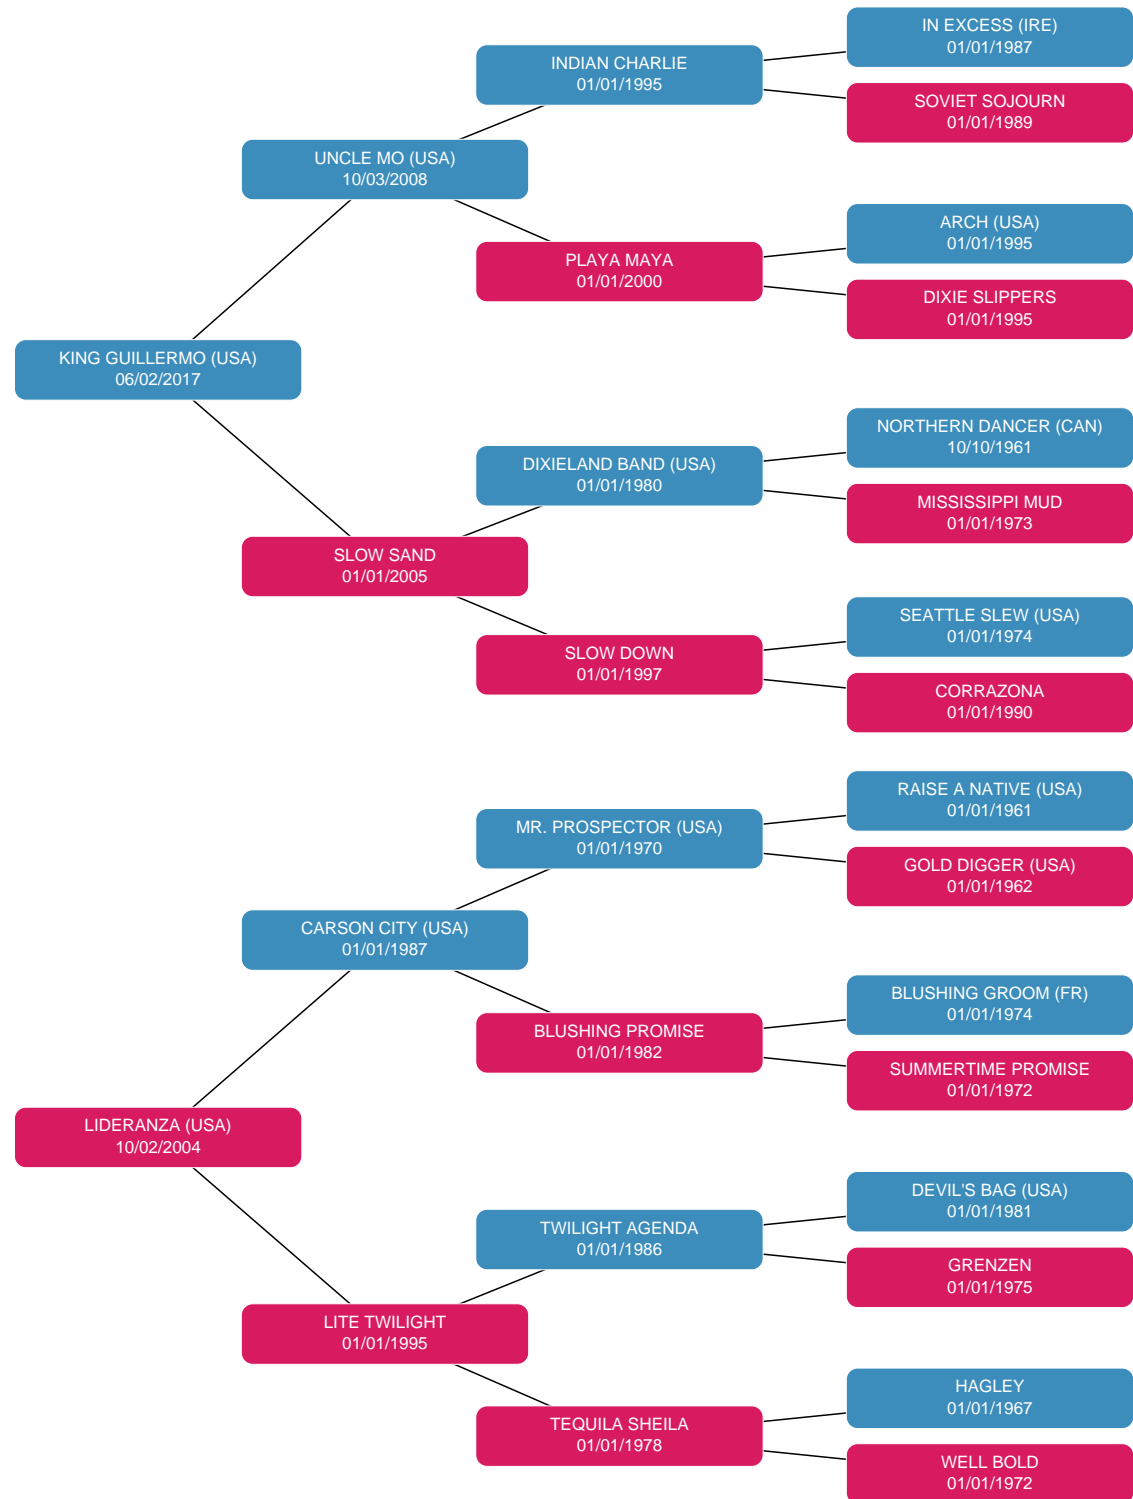 IN EXCESS (IRE)
01/01/1987
INDIAN CHARLIE
01/01/1995
SOVIET SOJOURN
01/01/1989
UNCLE MO (USA)
10/03/2008
ARCH (USA)
01/01/1995
PLAYA MAYA
01/01/2000
DIXIE SLIPPERS
01/01/1995
KING GUILLERMO (USA)
06/02/2017
NORTHERN DANCER (CAN)
10/10/1961
DIXIELAND BAND (USA)
01/01/1980
MISSISSIPPI MUD
01/01/1973
SLOW SAND
01/01/2005
SEATTLE SLEW (USA)
01/01/1974
SLOW DOWN
01/01/1997
CORRAZONA
01/01/1990
RAISE A NATIVE (USA)
01/01/1961
MR. PROSPECTOR (USA)
01/01/1970
GOLD DIGGER (USA)
01/01/1962
CARSON CITY (USA)
01/01/1987
BLUSHING GROOM (FR)
01/01/1974
BLUSHING PROMISE
01/01/1982
SUMMERTIME PROMISE
01/01/1972
LIDERANZA (USA)
10/02/2004
DEVIL'S BAG (USA)
01/01/1981
TWILIGHT AGENDA
01/01/1986
GRENZEN
01/01/1975
LITE TWILIGHT
01/01/1995
HAGLEY
01/01/1967
TEQUILA SHEILA
01/01/1978
WELL BOLD
01/01/1972